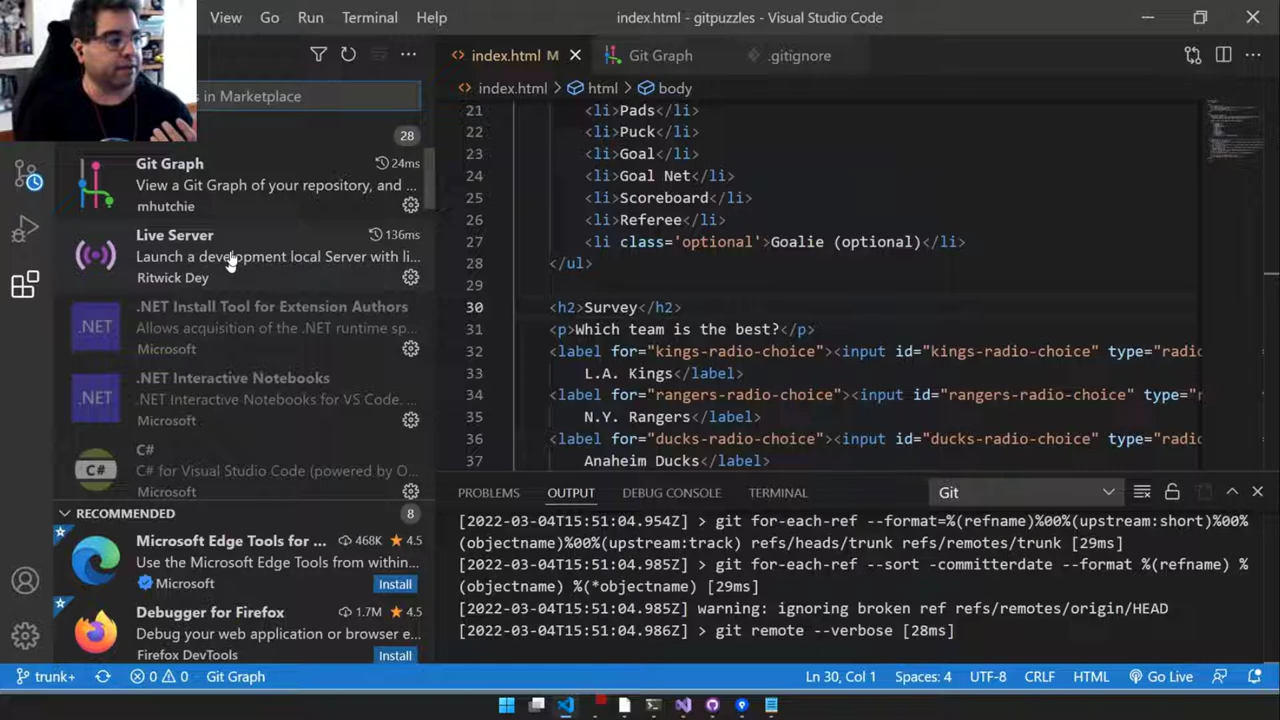 View Go Run Terminal Help
index.html - gitpuzzles - Visual Studio Code
index.html M
Git Graph
.gitignore
s in Marketplace
index.html > html > body
28
Git Graph
24ms
View a Git Graph of your repository, and ...
mhutchie
Live Server
136ms
Launch a development local Server with li...
Ritwick Dey
.NET Install Tool for Extension Authors
Allows acquisition of the .NET runtime sp...
Microsoft
.NET Interactive Notebooks
.NET Interactive Notebooks for VS Code. ...
Microsoft
C#
C# for Visual Studio Code (powered by O...
Microsoft
.NET
.NET
C#
RECOMMENDED
8
Microsoft Edge Tools for ...
468K
4.5
Use the Microsoft Edge Tools from within...
Microsoft
Install
Debugger for Firefox
1.7M
4.5
Debug your web application or browser e...
Firefox DevTools
Install
21 <li>Pads</li>
22 <li>Puck</li>
23 <li>Goal</li>
24 <li>Goal Net</li>
25 <li>Scoreboard</li>
26 <li>Referee</li>
27 <li class='optional'>Goalie (optional)</li>
28 </ul>
29
30 <h2>Survey</h2>
31 <p>Which team is the best?</p>
32 <label for="kings-radio-choice"><input id="kings-radio-choice" type="radio
33 L.A. Kings</label>
34 <label for="rangers-radio-choice"><input id="rangers-radio-choice" type="r
35 N.Y. Rangers</label>
36 <label for="ducks-radio-choice"><input id="ducks-radio-choice" type="radio
37 Anaheim Ducks</label>
PROBLEMS OUTPUT DEBUG CONSOLE TERMINAL
Git
[2022-03-04T15:51:04.954Z] > git for-each-ref --format=%(refname)%00%(upstream:short)%00%
(objectname)%00%(upstream:track) refs/heads/trunk refs/remotes/trunk [29ms]
[2022-03-04T15:51:04.985Z] > git for-each-ref --sort -committerdate --format %(refname) %
(objectname) %(*objectname) [29ms]
[2022-03-04T15:51:04.985Z] warning: ignoring broken ref refs/remotes/origin/HEAD
[2022-03-04T15:51:04.986Z] > git remote --verbose [28ms]
trunk+
0 0
Git Graph
Ln 30, Col 1
Spaces: 4
UTF-8
CRLF
HTML
Go Live